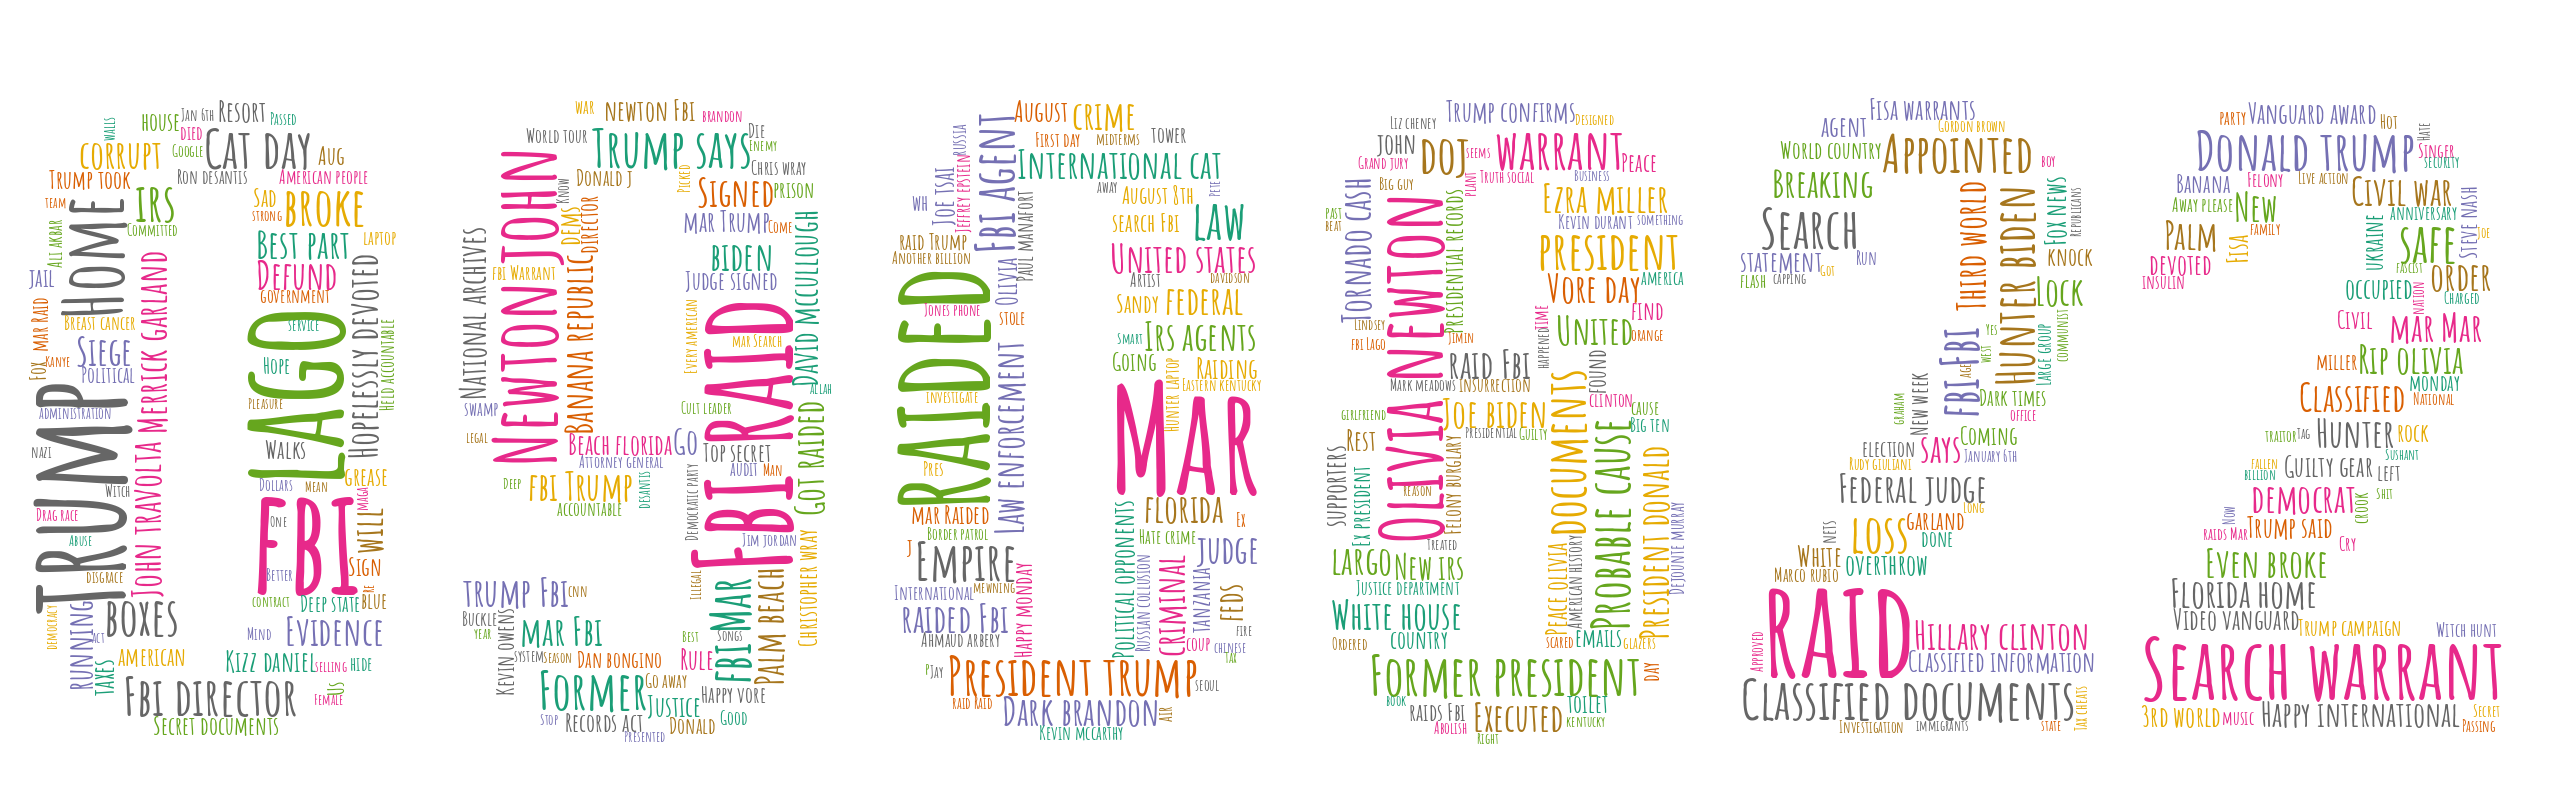 walls
house
Jan 6th
Resort
Passed
died
Google
Cat day
Aug
corrupt
Trump took
Ron DeSantis
American people
team
home
IRS
Sad
strong
broke
Committed
Ali Akbar
Best part
laptop
jail
Defund
government
Fox
mar Raid
Breast cancer
service
Siege
Kanye
Political
Merrick Garland
Hope
Lago
Hopelessly devoted
held accountable
Trump
administration
Pleasure
John Travolta
Walks
nazi
Witch
grease
Dollars
mean
maga
Drag race
FBI
One
will
abuse
disgrace
Better
Sign
contract
Deep state
re
blue
democracy
running
act
boxes
Mind
Evidence
taxes
American
Kizz Daniel
selling
hide
FBI director
us
female
Secret documents
war
newton Fbi
brandon
World tour
Trump says
Die
Enemy
Newton John
Know
Donald J
Picked
Chris Wray
Signed
prison
dems
director
mar Trump
Come
National Archives
biden
fbi Warrant
Judge signed
David McCullough
Banana republic
Every american
FBI raid
mar Search
swamp
Cult leader
Allah
legal
Beach Florida
Go
Top secret
Got raided
Attorney general
audit
Man
Deep
fbi Trump
desantis
accountable
Democratic party
Jim Jordan
Christopher Wray
illegal
Trump FBI
cnn
Buckle
year
Kevin Owens
mar Fbi
FBI Mar
Palm Beach
best
songs
system
season
Dan Bongino
Rule
Former
Go away
Happy vore
Justice
stop
Records act
Donald
Good
Presented
August
crime
Russia
FBI agent
First day
midterms
tower
Joe Tsai
Jeffrey Epstein
International cat
away
WH
August 8th
Pete
Paul Manafort
search FBI
law
raid Trump
Another billion
Olivia
United States
Artist
Davidson
Raided
Jones phone
stole
Sandy
federal
smart
IRS agents
Law enforcement
Going
Raiding
investigate
Hunter laptop
Eastern Kentucky
Mar
Pres
mar Raided
Border patrol
Political opponents
florida
Ex
J
Hate crime
judge
Empire
Russian collusion
criminal
Tanzania
International
mewning
Happy Monday
feds
raided Fbi
Ahmaud Arbery
coup
fire
chinese
tax
P
Jay
President Trump
seoul
raid Raid
Dark Brandon
air
Kevin McCarthy
Trump confirms
Liz Cheney
designed
John
Grand jury
DOJ
seems
warrant
Peace
Truth social
Business
Big guy
plant
Tornado Cash
Ezra Miller
past
beat
Kevin Durant
something
Newton
Presidential records
president
Vore day
America
Lindsey
fbi Lago
Jimin
time
happened
United
find
orange
raid FBI
found
Mark Meadows
insurrection
girlfriend
Olivia
Joe Biden
clinton
cause
Presidential
Guilty
Big Ten
Rest
documents
supporters
Ex president
reason
Felony burglary
Probable cause
President Donald
Treated
Dejounte Murray
largo
New IRS
Justice department
Peace Olivia
American history
White House
Ordered
country
scared
emails
glazers
Former president
day
book
Raids FBI
Executed
toilet
Abolish
kentucky
Right
Fisa warrants
agent
Gordon Brown
World country
Appointed
boy
Breaking
Third world
Hunter Biden
Fox News
republicans
Search
statement
Run
knock
got
flash
capping
Lock
FBI FBI
Yes
west
age
Large group
communist
Graham
New week
Dark times
office
election
says
Coming
Rudy Giuliani
January 6th
Federal judge
long
nets
loss
garland
done
White
overthrow
Marco Rubio
Raid
Hillary Clinton
Approved
Classified information
Classified documents
Tax cheats
Investigation
immigrants
state
party
Vanguard award
Hot
hate
Donald Trump
Singer
security
Banana
Felony
Live action
Civil war
Away please
New
anniversary
Steve Nash
family
Palm
Fisa
ukraine
safe
Joe
devoted
fascist
insulin
order
occupied
nation
Charged
Civil
mar Mar
miller
Rip Olivia
Monday
Classified
National
traitor
tag
Hunter
rock
Sushant
fallen
billion
Guilty gear
left
democrat
crook
shit
Now
raids Mar
Trump said
Cry
Even broke
Florida home
Video vanguard
Trump campaign
Witch hunt
Search warrant
3rd world
music
Happy international
Secret
Passing